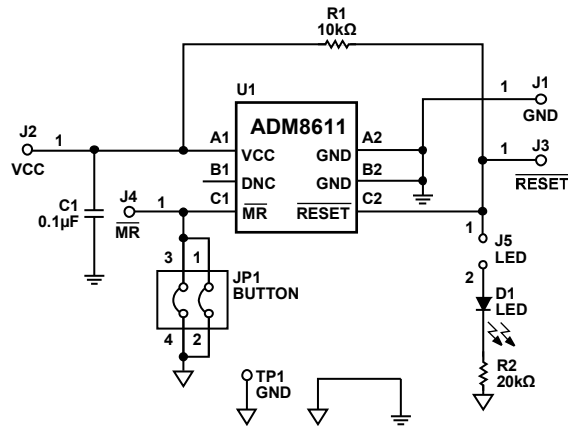 R1
10kΩ
U1
ADM8611
J2
1
VCC
A1
VCC
GND
A2
1
J1
GND
B1
DNC
GND
B2
1
J3
RESET
C1
0.1µF
J4
1
MR
C1
MR
RESET
C2
1
J5
LED
2
3
1
JP1
BUTTON
4
2
D1
LED
TP1
GND
R2
20kΩ